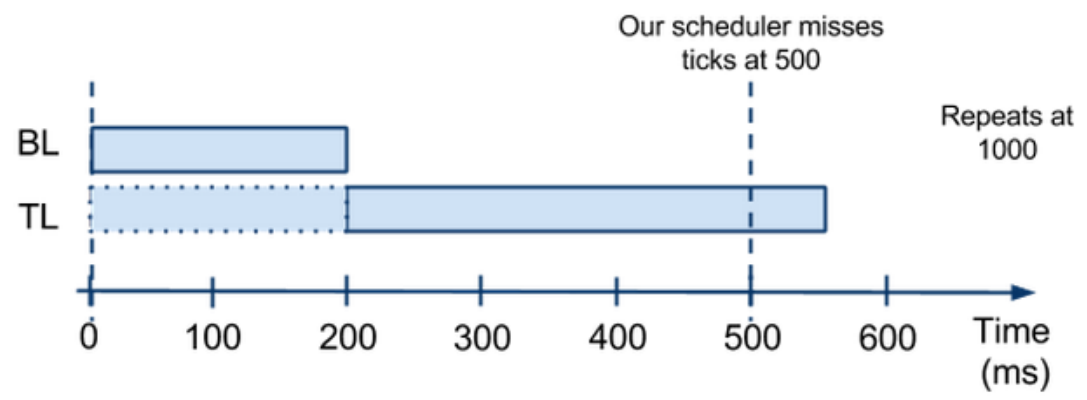 Our scheduler misses
ticks at 500
Repeats at
1000
BL
TL
0 100 200 300 400 500 600 Time
(ms)